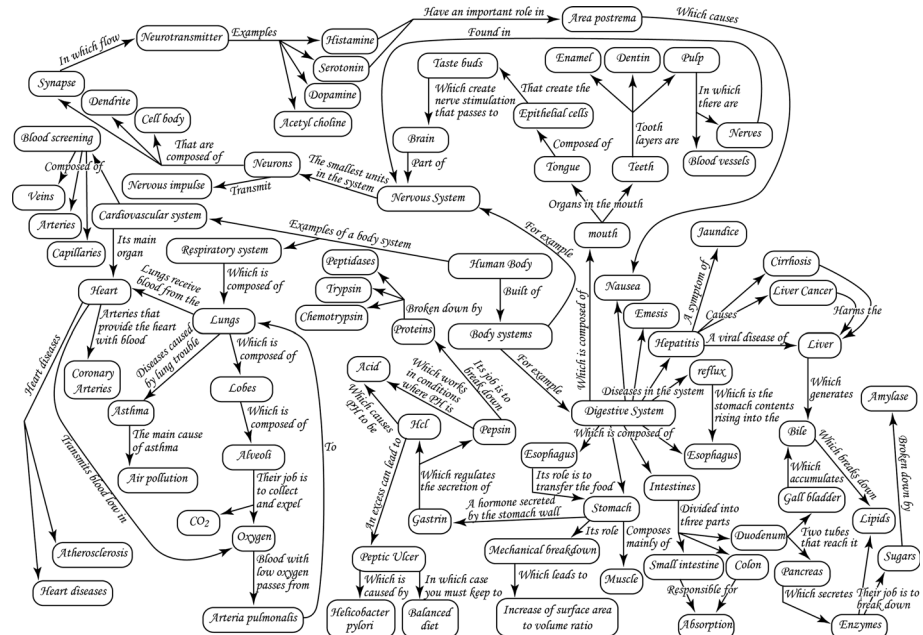 Have an important role in
Area postrema
Which causes
Neurotransmitter
Examples
Histamine
Found in
In which flow
Serotonin
Taste buds
Enamel
Dentin
Pulp
Synapse
Dendrite
Dopamine
Which create
nerve stimulation
that passes to
That create the
In which
there are
Cell body
Acetyl choline
Epithelial cells
Blood screening
That are
composed of
Brain
Composed of
Tooth
layers are
Nerves
Composed of
Neurons
The smallest units
in the system
Part of
Tongue
Teeth
Blood vessels
Veins
Nervous impulse
Transmit
Nervous System
Arteries
Cardiovascular system
Organs in the mouth
Capillaries
Its main
organ
Respiratory system
Examples of a body system
For example
mouth
Jaundice
Peptidases
Human Body
Cirrhosis
Lungs receive
blood from the
Which is
composed of
Trypsin
Built of
Nausea
A symptom of
Liver Cancer
Heart
Chemotrypsin
Broken down by
Emesis
Causes
Harms the
Arteries that
provide the heart
with blood
Lungs
Proteins
Body systems
Which is composed of
Hepatitis
A viral disease of
Liver
Heart diseases
Diseases caused
by lung trouble
Which is
composed of
Acid
Which works
in conditions
where PH is
Its job is to
break down
For example
reflux
Coronary
Arteries
Lobes
Diseases in the system
Which
generates
Amylase
Asthma
Which causes
PH to be
Hcl
Digestive System
Which is the
stomach contents
rising into the
Which is
composed of
Pepsin
Which is composed of
Bile
The main cause
of asthma
Alveoli
Esophagus
Esophagus
Which breaks down
Broken down by
Transmits blood low in
To
An excess can lead to
Which regulates
the secretion of
Its role is to
transfer the food
Intestines
Which
accumulates
Air pollution
Their job is
to collect
and expel
Gall bladder
A hormone secreted
by the stomach wall
Stomach
Divided into
three parts
CO2
Gastrin
Lipids
Oxygen
Its role
Composes
mainly of
Duodenum
Two tubes
that reach it
Atherosclerosis
Peptic Ulcer
Mechanical breakdown
Small intestine
Colon
Sugars
Blood with
low oxygen
passes from
Which is
caused by
In which case
you must keep to
Which leads to
Muscle
Pancreas
Heart diseases
Responsible for
Which secretes
Their job is to
break down
Arteria pulmonalis
Helicobacter
pylori
Balanced
diet
Increase of surface area
to volume ratio
Absorption
Enzymes